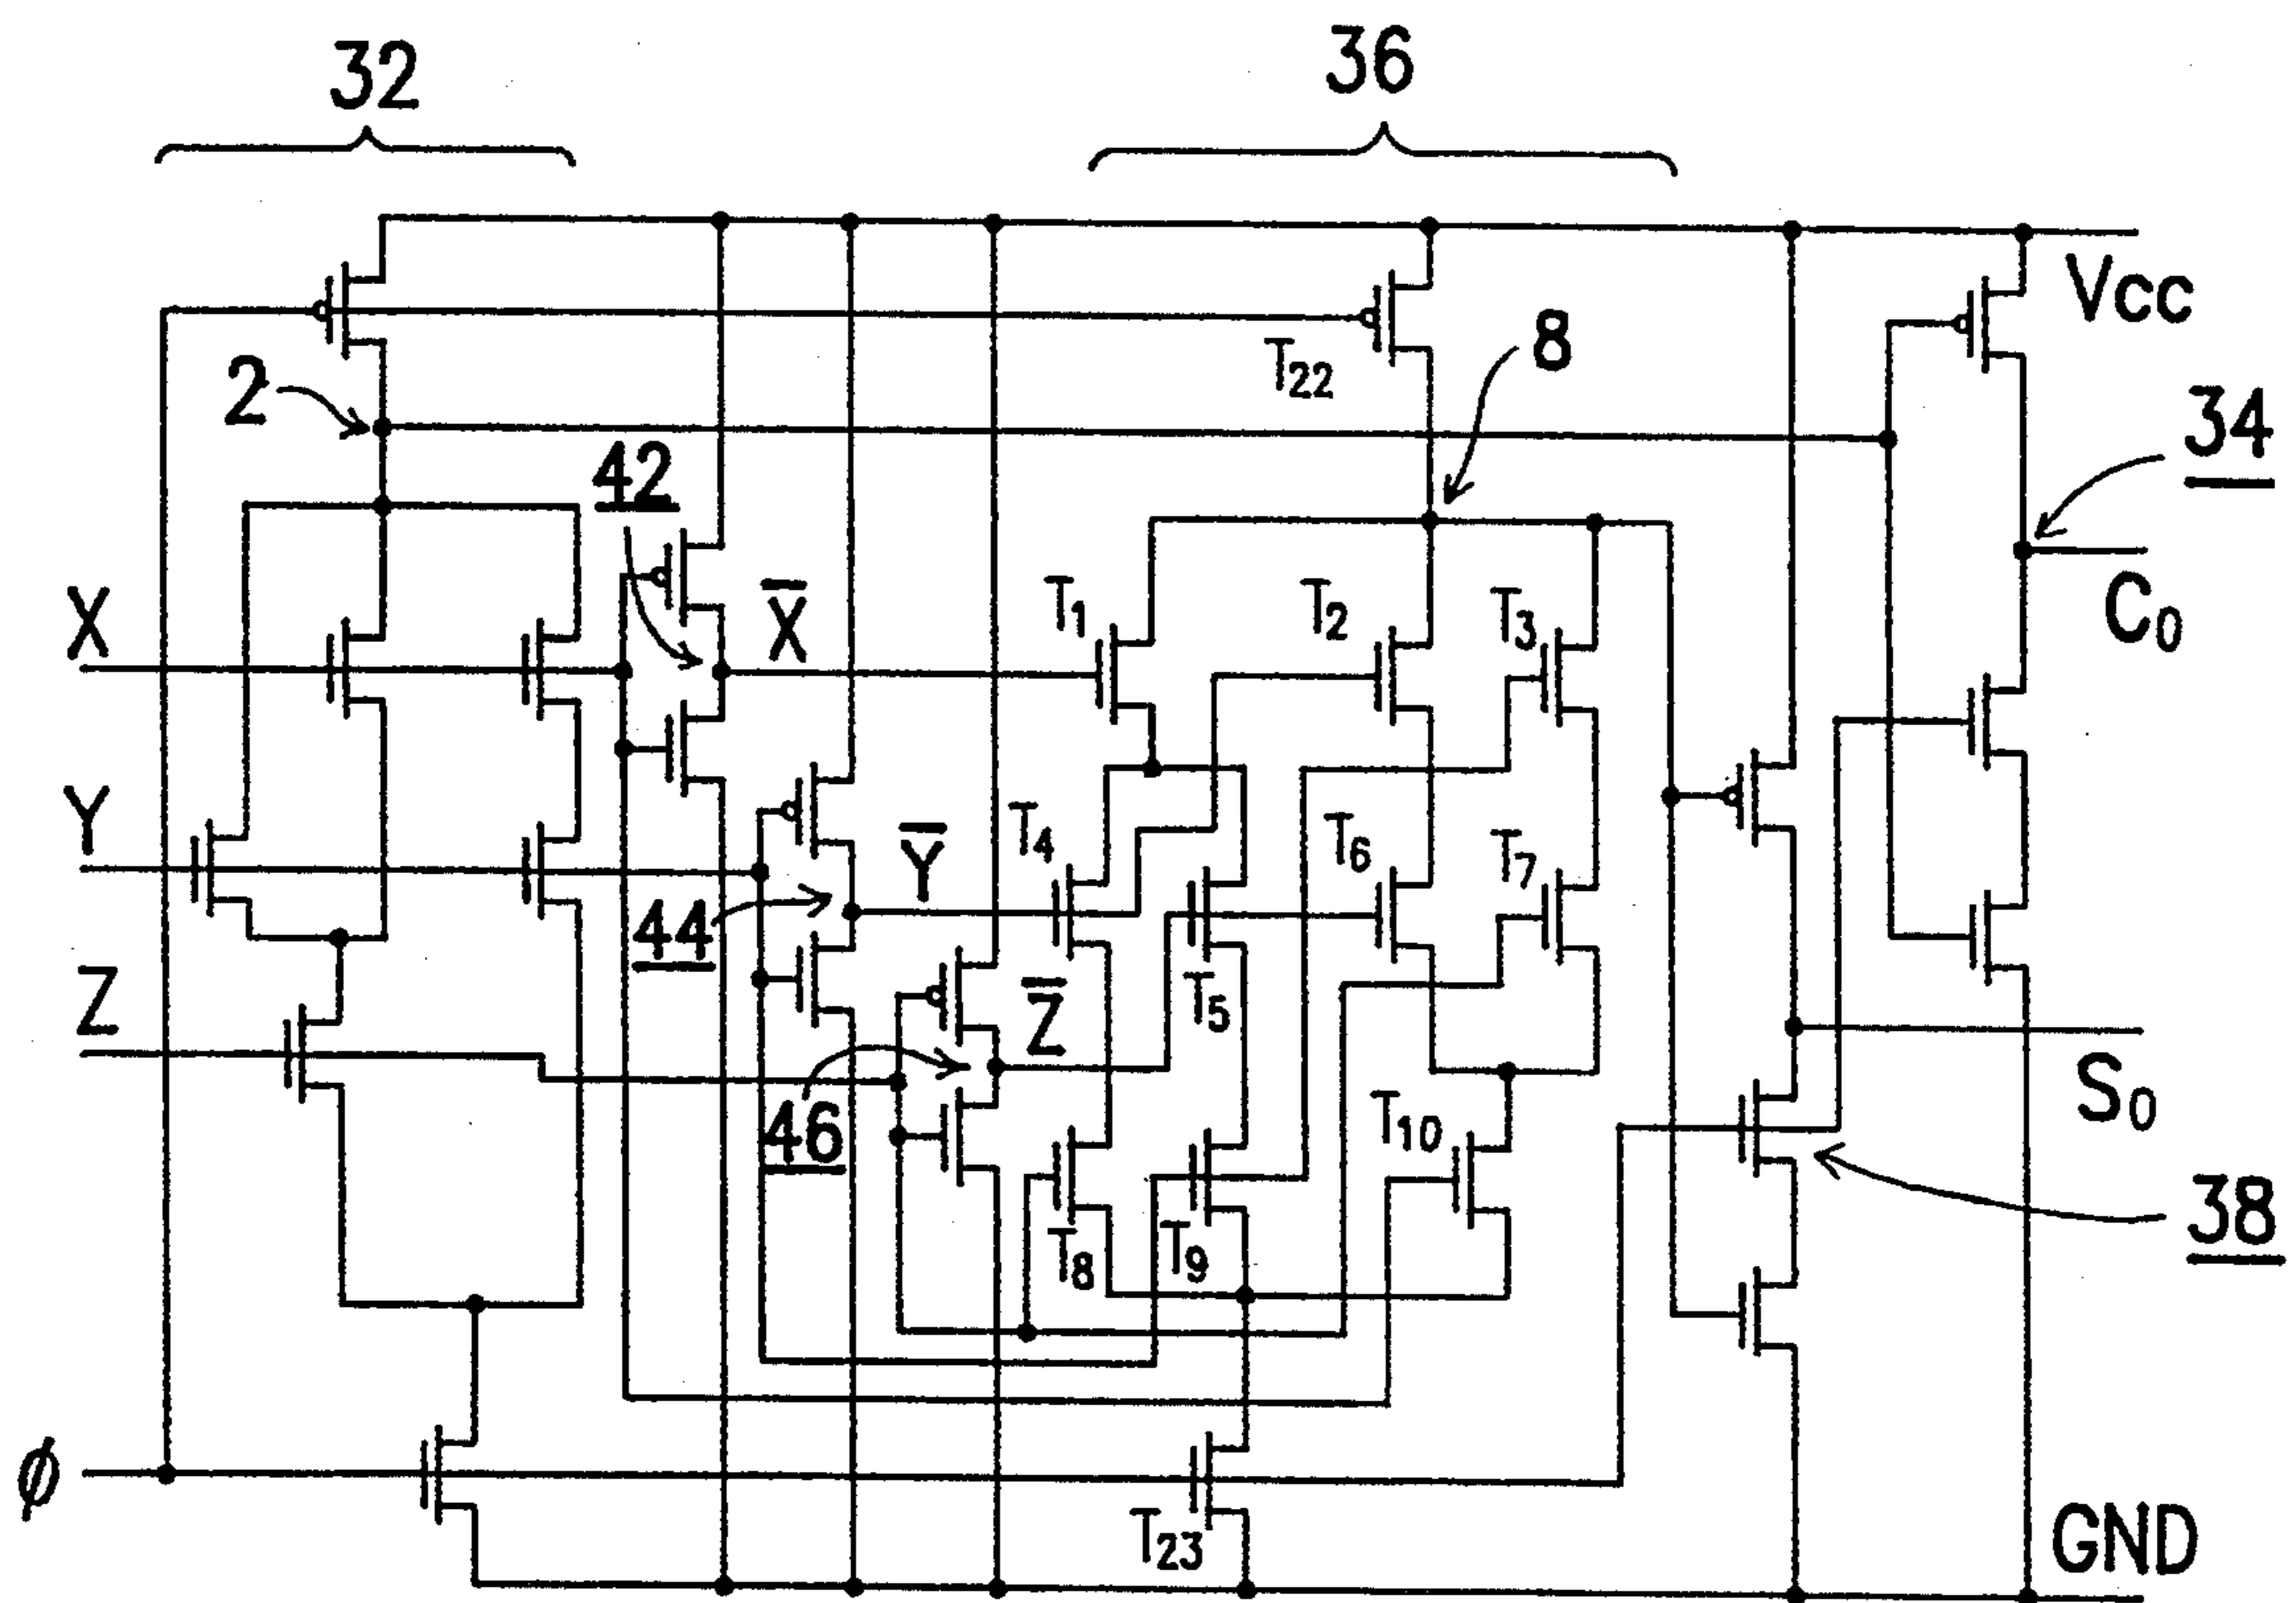 32
36
Vcc
T22
8
2
34
42
X
X̅
T1
T2
T3
C0
Y
Y̅
T4
T6
T7
44
Z
Z̅
T5
S0
46
T10
38
T8
T9
ϕ
T23
GND